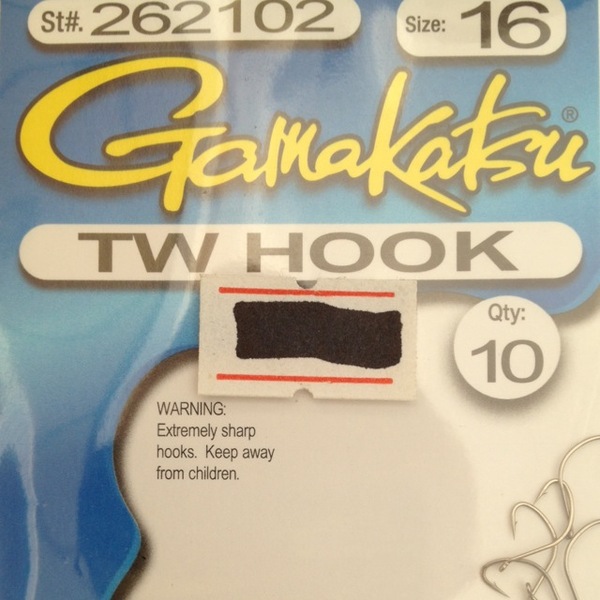 St#. 262102
Size: 16
Gamakatsu®
TW HOOK
Qty:
10
WARNING:
Extremely sharp
hooks. Keep away
from children.